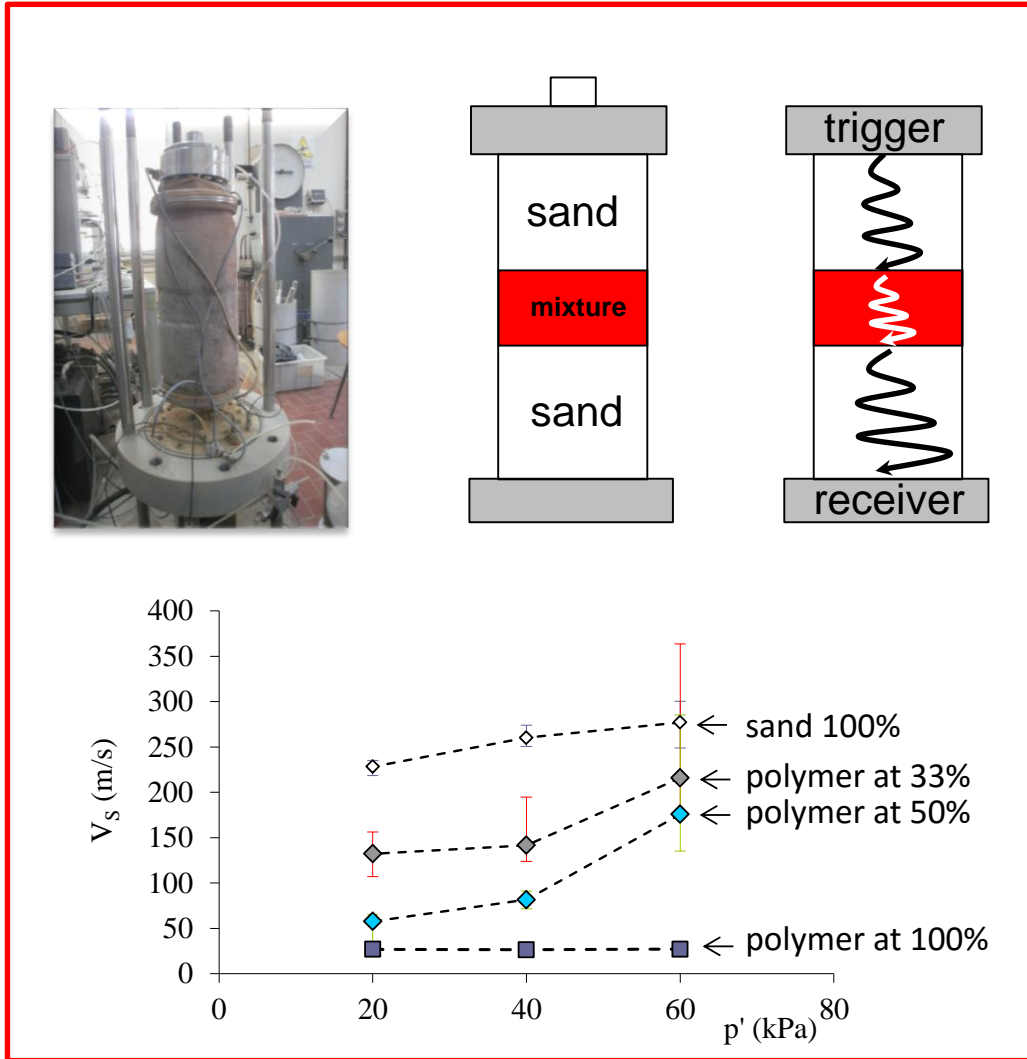 sand
mixture
sand
trigger
receiver
400
350
300
250
200
150
100
50
0
V_S (m/s)
0
20
40
60
80
p' (kPa)
sand 100%
polymer at 33%
polymer at 50%
polymer at 100%